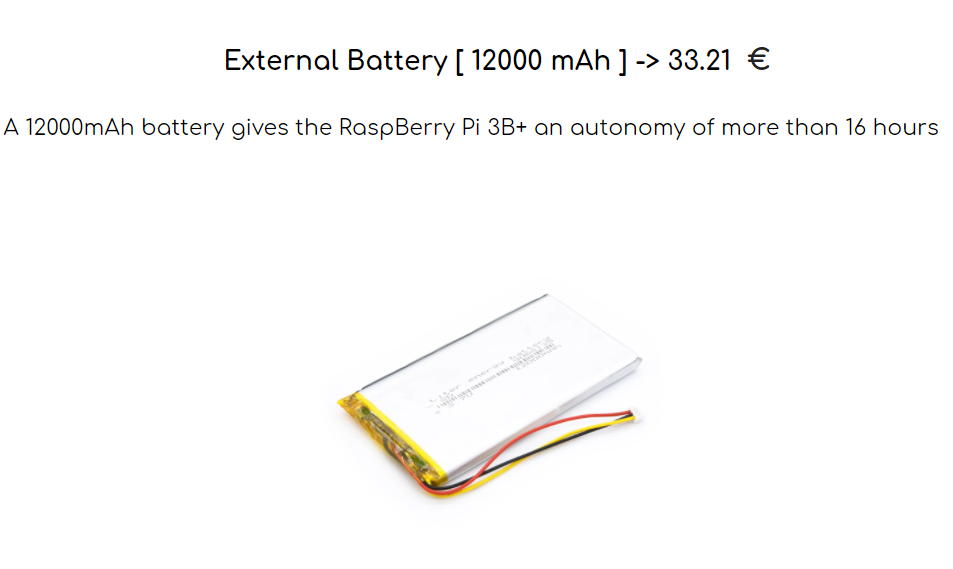 External Battery [ 12000 mAh ] -> 33.21 €
A 12000mAh battery gives the RaspBerry Pi 3B+ an autonomy of more than 16 hours